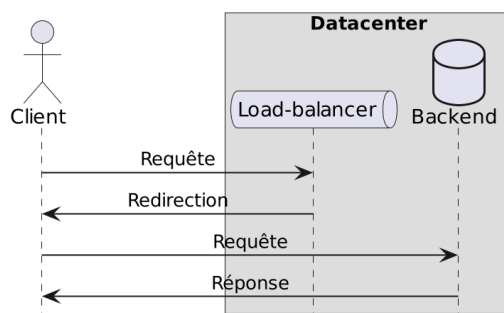 Datacenter
Client
Load-balancer
Backend
Requête
Redirection
Requête
Réponse